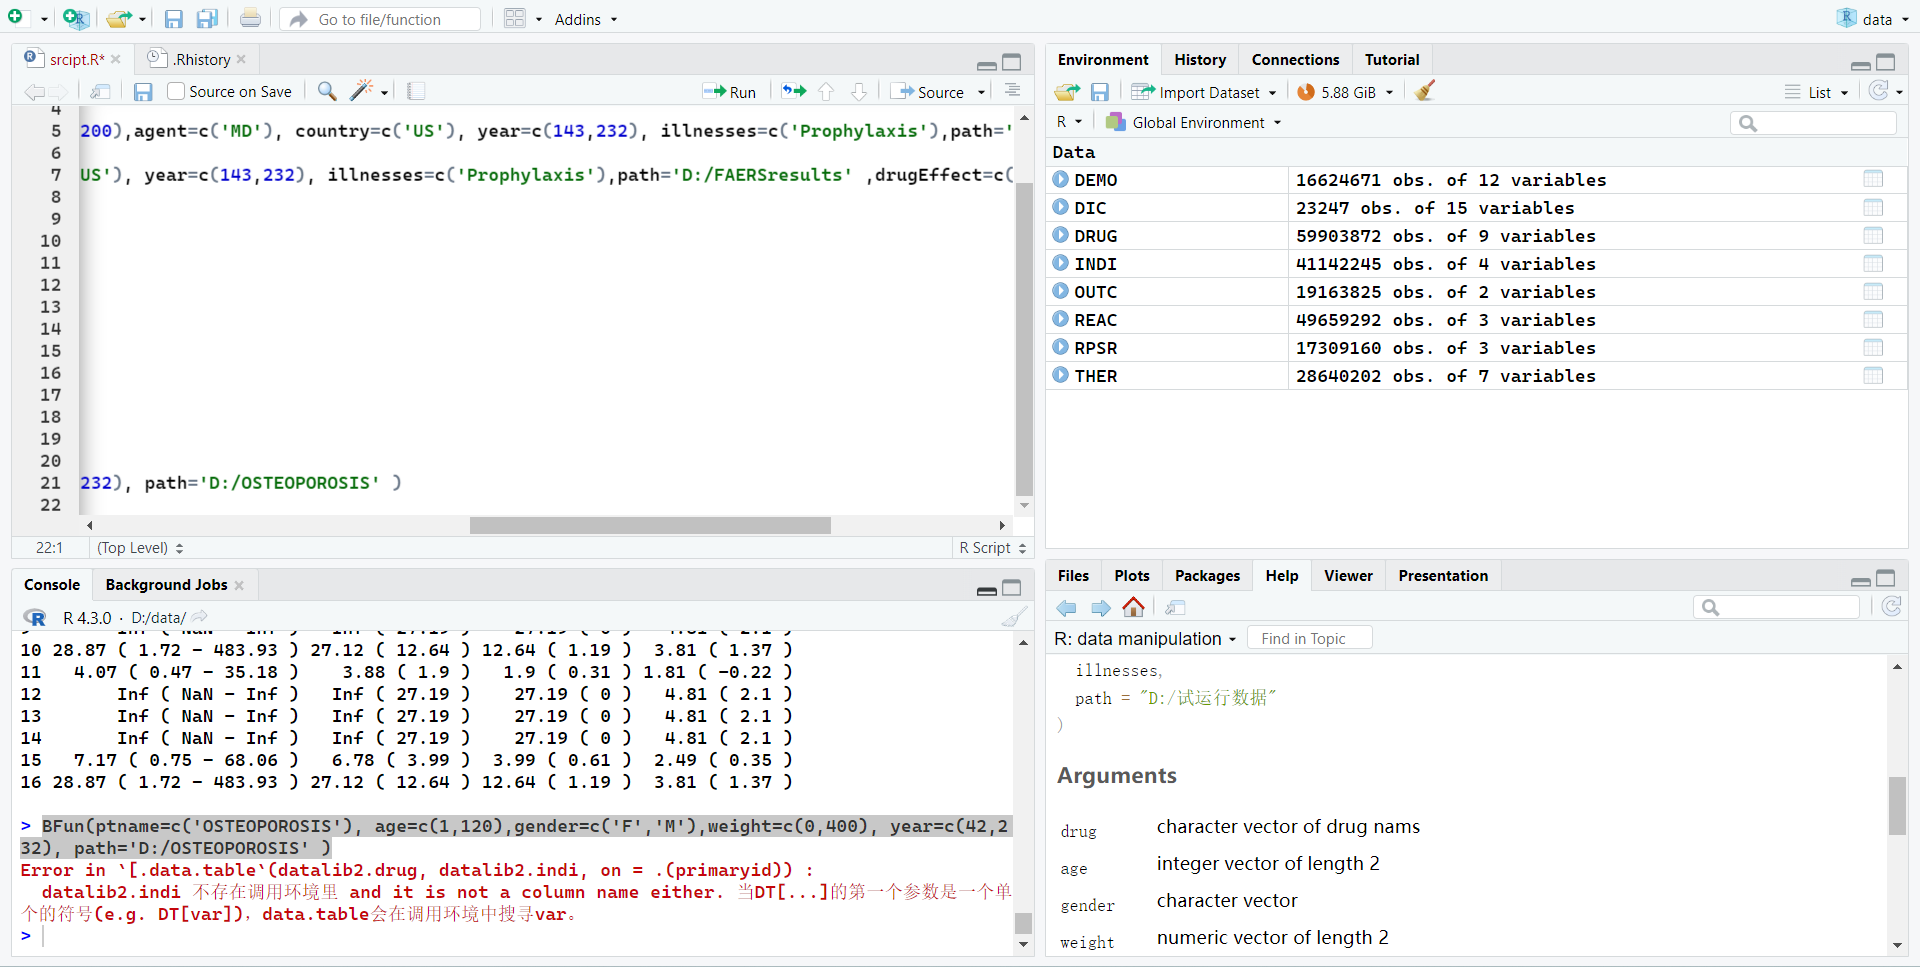 Go to file/function
Addins
data
srcipt.R*
.Rhistory
Source on Save
Run
Source
4
5 200),agent=c('MD'), country=c('US'), year=c(143,232), illnesses=c('Prophylaxis'),path='
6
7 US'), year=c(143,232), illnesses=c('Prophylaxis'),path='D:/FAERSresults' ,drugEffect=c(
8
9
10
11
12
13
14
15
16
17
18
19
20
21 232), path='D:/OSTEOPOROSIS' )
22
22:1
(Top Level)
R Script
Console
Background Jobs
R 4.3.0 · D:/data/
9 Inf ( NaN - Inf ) Inf ( 27.19 ) 27.19 ( 0 ) 4.81 ( 2.1 )
10 28.87 ( 1.72 - 483.93 ) 27.12 ( 12.64 ) 12.64 ( 1.19 ) 3.81 ( 1.37 )
11 4.07 ( 0.47 - 35.18 ) 3.88 ( 1.9 ) 1.9 ( 0.31 ) 1.81 ( -0.22 )
12 Inf ( NaN - Inf ) Inf ( 27.19 ) 27.19 ( 0 ) 4.81 ( 2.1 )
13 Inf ( NaN - Inf ) Inf ( 27.19 ) 27.19 ( 0 ) 4.81 ( 2.1 )
14 Inf ( NaN - Inf ) Inf ( 27.19 ) 27.19 ( 0 ) 4.81 ( 2.1 )
15 7.17 ( 0.75 - 68.06 ) 6.78 ( 3.99 ) 3.99 ( 0.61 ) 2.49 ( 0.35 )
16 28.87 ( 1.72 - 483.93 ) 27.12 ( 12.64 ) 12.64 ( 1.19 ) 3.81 ( 1.37 )
> BFun(ptname=c('OSTEOPOROSIS'), age=c(1,120),gender=c('F','M'),weight=c(0,400), year=c(42,2
32), path='D:/OSTEOPOROSIS' )
Error in `[.data.table`(datalib2.drug, datalib2.indi, on = .(primaryid)) :
datalib2.indi 不存在调用环境里 and it is not a column name either. 当DT[...]的第一个参数是一个单
个的符号(e.g. DT[var])，data.table会在调用环境中搜寻var。
>
Environment
History
Connections
Tutorial
Import Dataset
5.88 GiB
List
R
Global Environment
Data
DEMO 16624671 obs. of 12 variables
DIC 23247 obs. of 15 variables
DRUG 59903872 obs. of 9 variables
INDI 41142245 obs. of 4 variables
OUTC 19163825 obs. of 2 variables
REAC 49659292 obs. of 3 variables
RPSR 17309160 obs. of 3 variables
THER 28640202 obs. of 7 variables
Files
Plots
Packages
Help
Viewer
Presentation
R: data manipulation
Find in Topic
illnesses,
path = "D:/试运行数据"
)
Arguments
drug character vector of drug nams
age integer vector of length 2
gender character vector
weight numeric vector of length 2